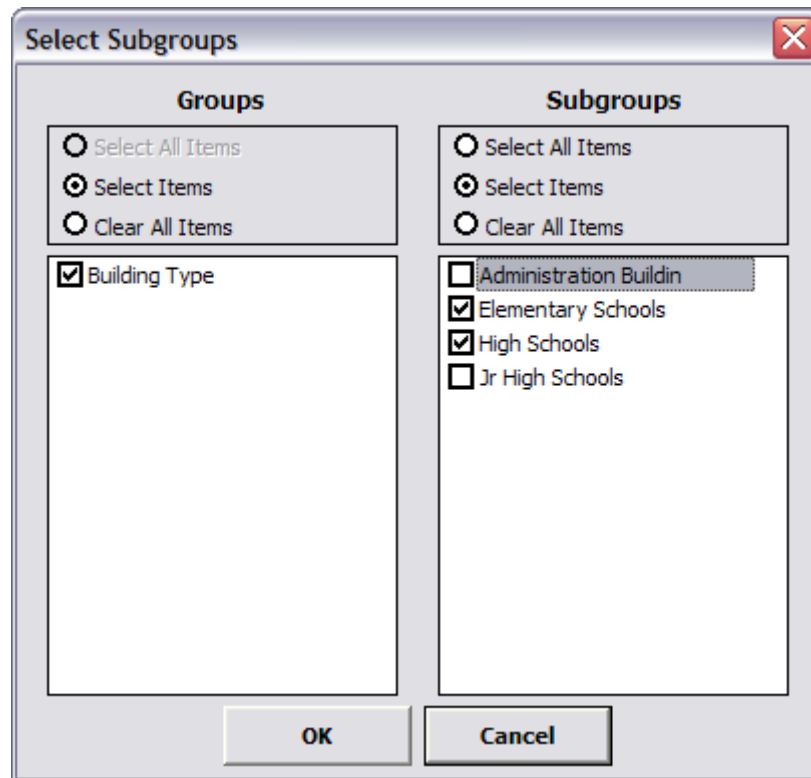 Select Subgroups
Groups
Select All Items
Select Items
Clear All Items
Building Type
Subgroups
Select All Items
Select Items
Clear All Items
Administration Buildin
Elementary Schools
High Schools
Jr High Schools
OK
Cancel